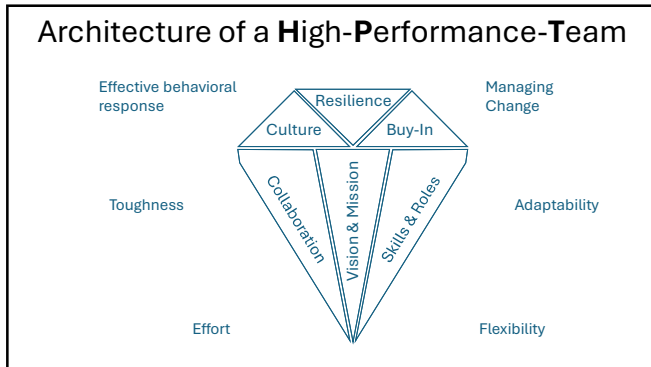 Architecture of a High-Performance-Team
Effective behavioral
response
Resilience
Managing
Change
Culture
Buy-In
Toughness
Collaboration
Vision & Mission
Skills & Roles
Adaptability
Effort
Flexibility